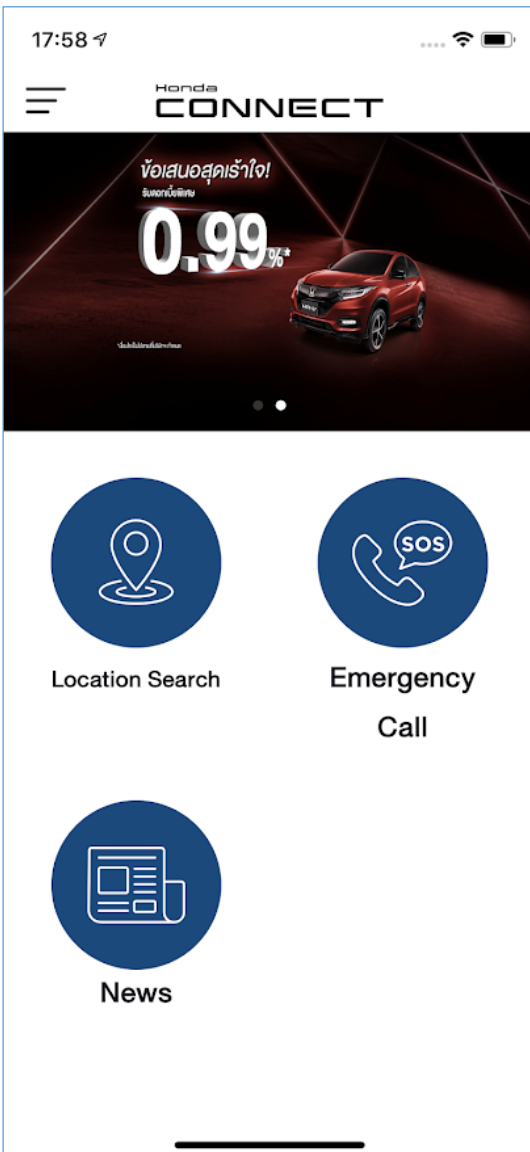 17:58
Honda
CONNECT
ข้อเสนอสุดเร้าใจ!
รับดอกเบี้ยพิเศษ
0.99%*
SOS
Location Search
Emergency
Call
News